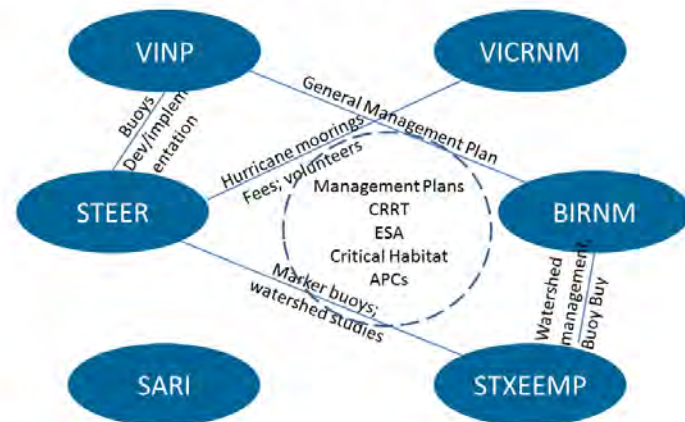 VINP
VICRNM
Buoys
Dev/implem
entation
General Management Plan
Hurricane moorings
Fees; volunteers
STEER
Management Plans
CRRT
ESA
Critical Habitat
APCs
BIRNM
Marker buoys;
watershed studies
Watershed
management,
Buoy Buy
SARI
STXEEMP